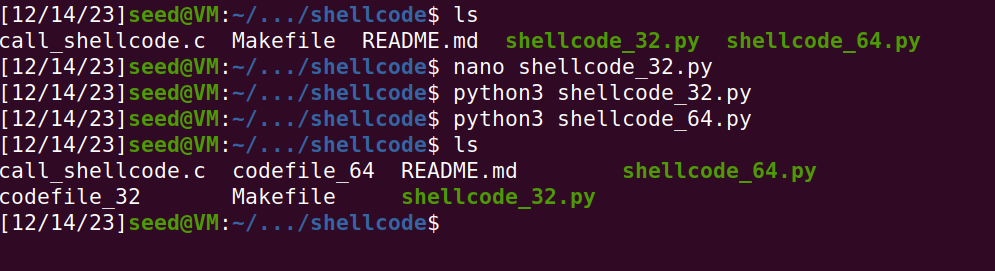 [12/14/23]seed@VM:~/.../shellcode$ ls
call_shellcode.c  Makefile  README.md  shellcode_32.py  shellcode_64.py
[12/14/23]seed@VM:~/.../shellcode$ nano shellcode_32.py
[12/14/23]seed@VM:~/.../shellcode$ python3 shellcode_32.py
[12/14/23]seed@VM:~/.../shellcode$ python3 shellcode_64.py
[12/14/23]seed@VM:~/.../shellcode$ ls
call_shellcode.c  codefile_64  README.md        shellcode_64.py
codefile_32       Makefile     shellcode_32.py
[12/14/23]seed@VM:~/.../shellcode$